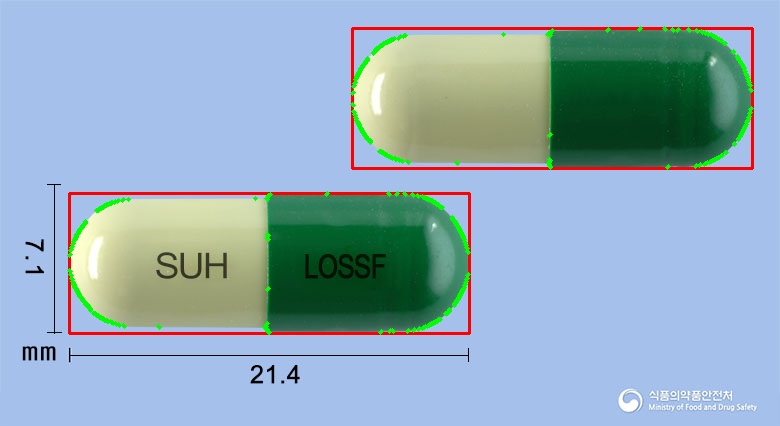 SUH LOSSF
7.1
mm
21.4
식품의약품안전처
Ministry of Food and Drug Safety